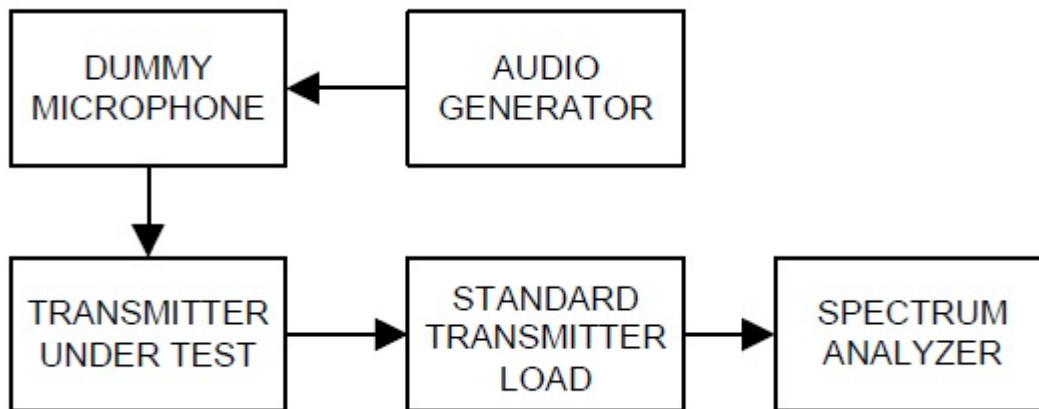 DUMMY
MICROPHONE
AUDIO
GENERATOR
TRANSMITTER
UNDER TEST
STANDARD
TRANSMITTER
LOAD
SPECTRUM
ANALYZER